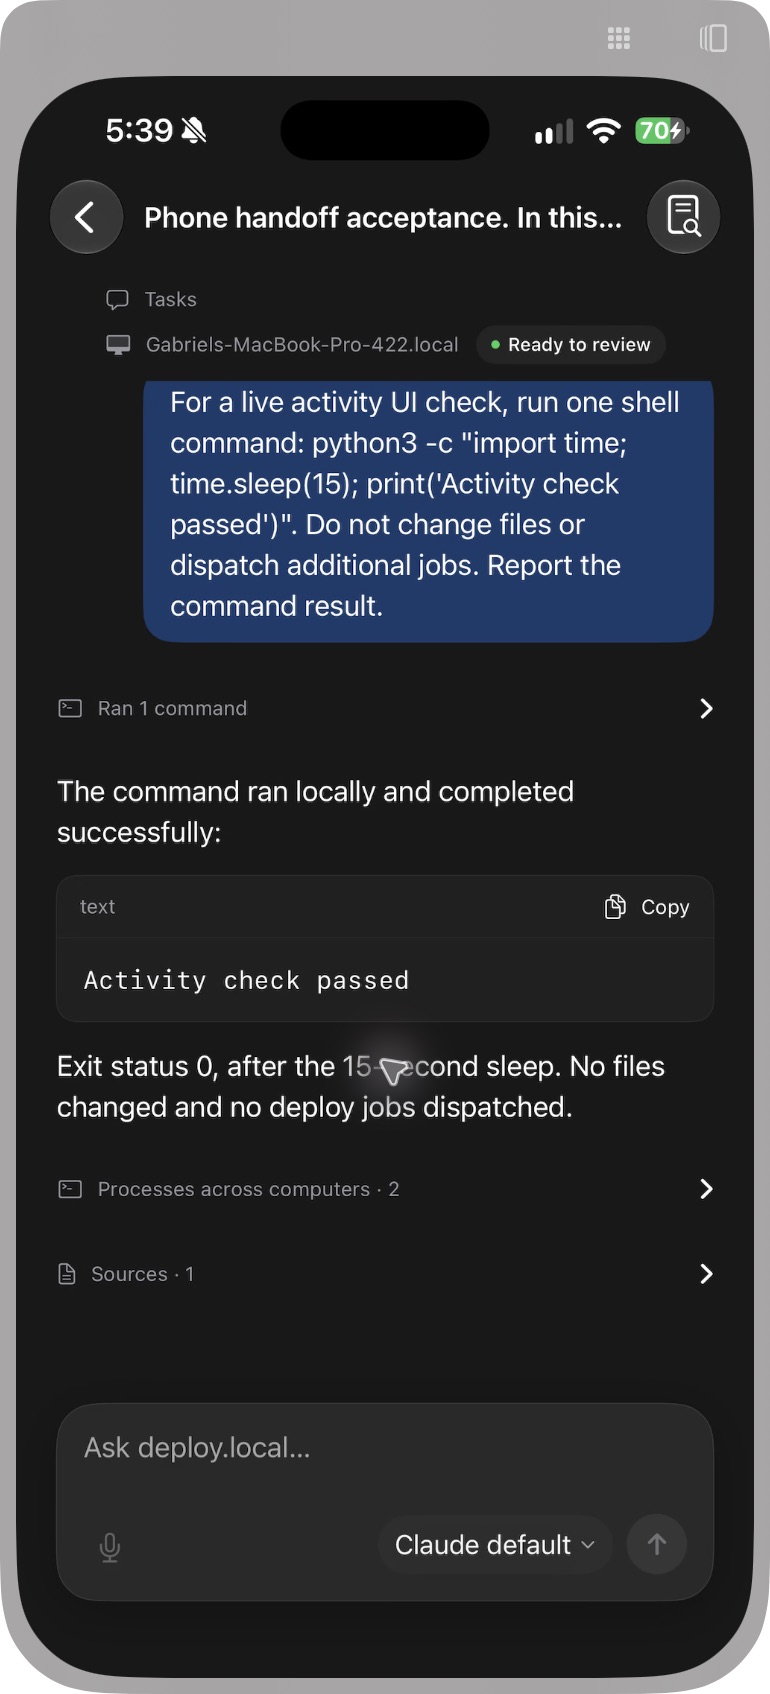 5:39
70
Phone handoff acceptance. In this...
Tasks
Gabriels-MacBook-Pro-422.local
Ready to review
For a live activity UI check, run one shell
command: python3 -c "import time;
time.sleep(15); print('Activity check
passed')". Do not change files or
dispatch additional jobs. Report the
command result.
Ran 1 command
The command ran locally and completed
successfully:
text
Copy
Activity check passed
Exit status 0, after the 15-second sleep. No files
changed and no deploy jobs dispatched.
Processes across computers · 2
Sources · 1
Ask deploy.local...
Claude default